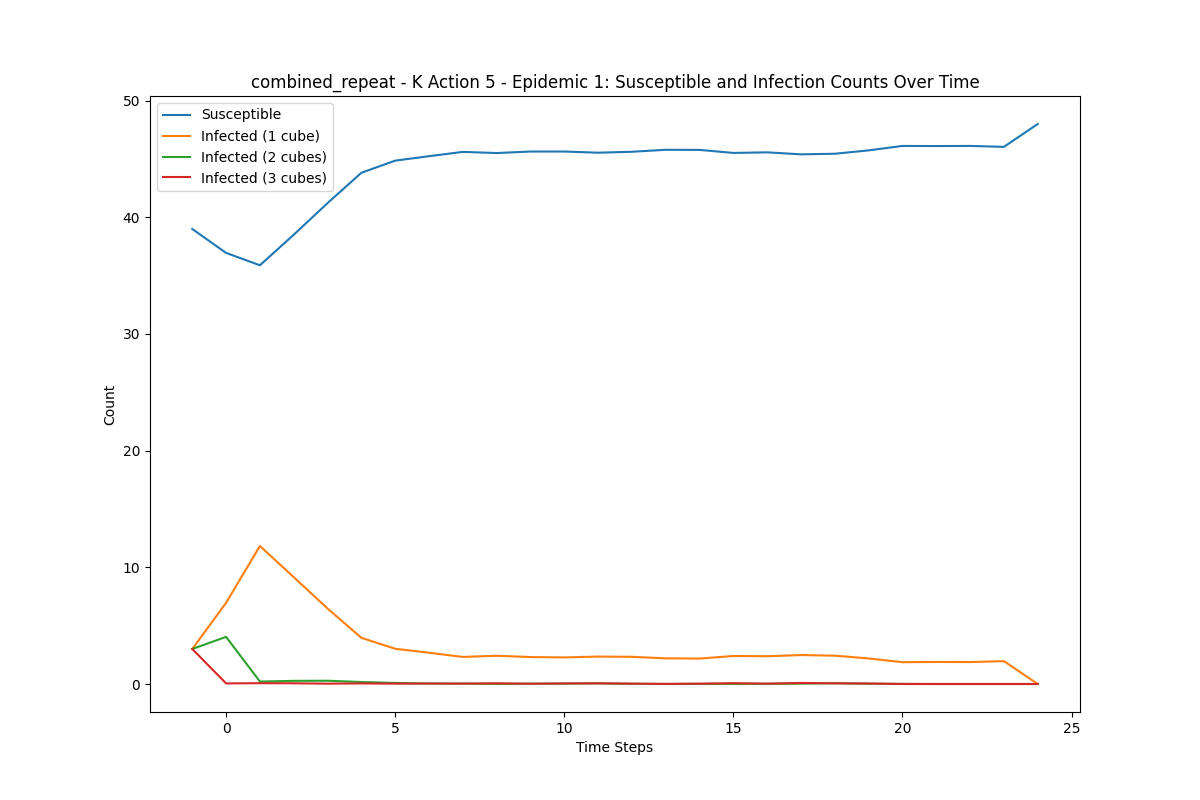 combined_repeat - K Action 5 - Epidemic 1: Susceptible and Infection Counts Over Time
Susceptible
Infected (1 cube)
Infected (2 cubes)
Infected (3 cubes)
50
40
30
20
10
0
Count
0 5 10 15 20 25
Time Steps